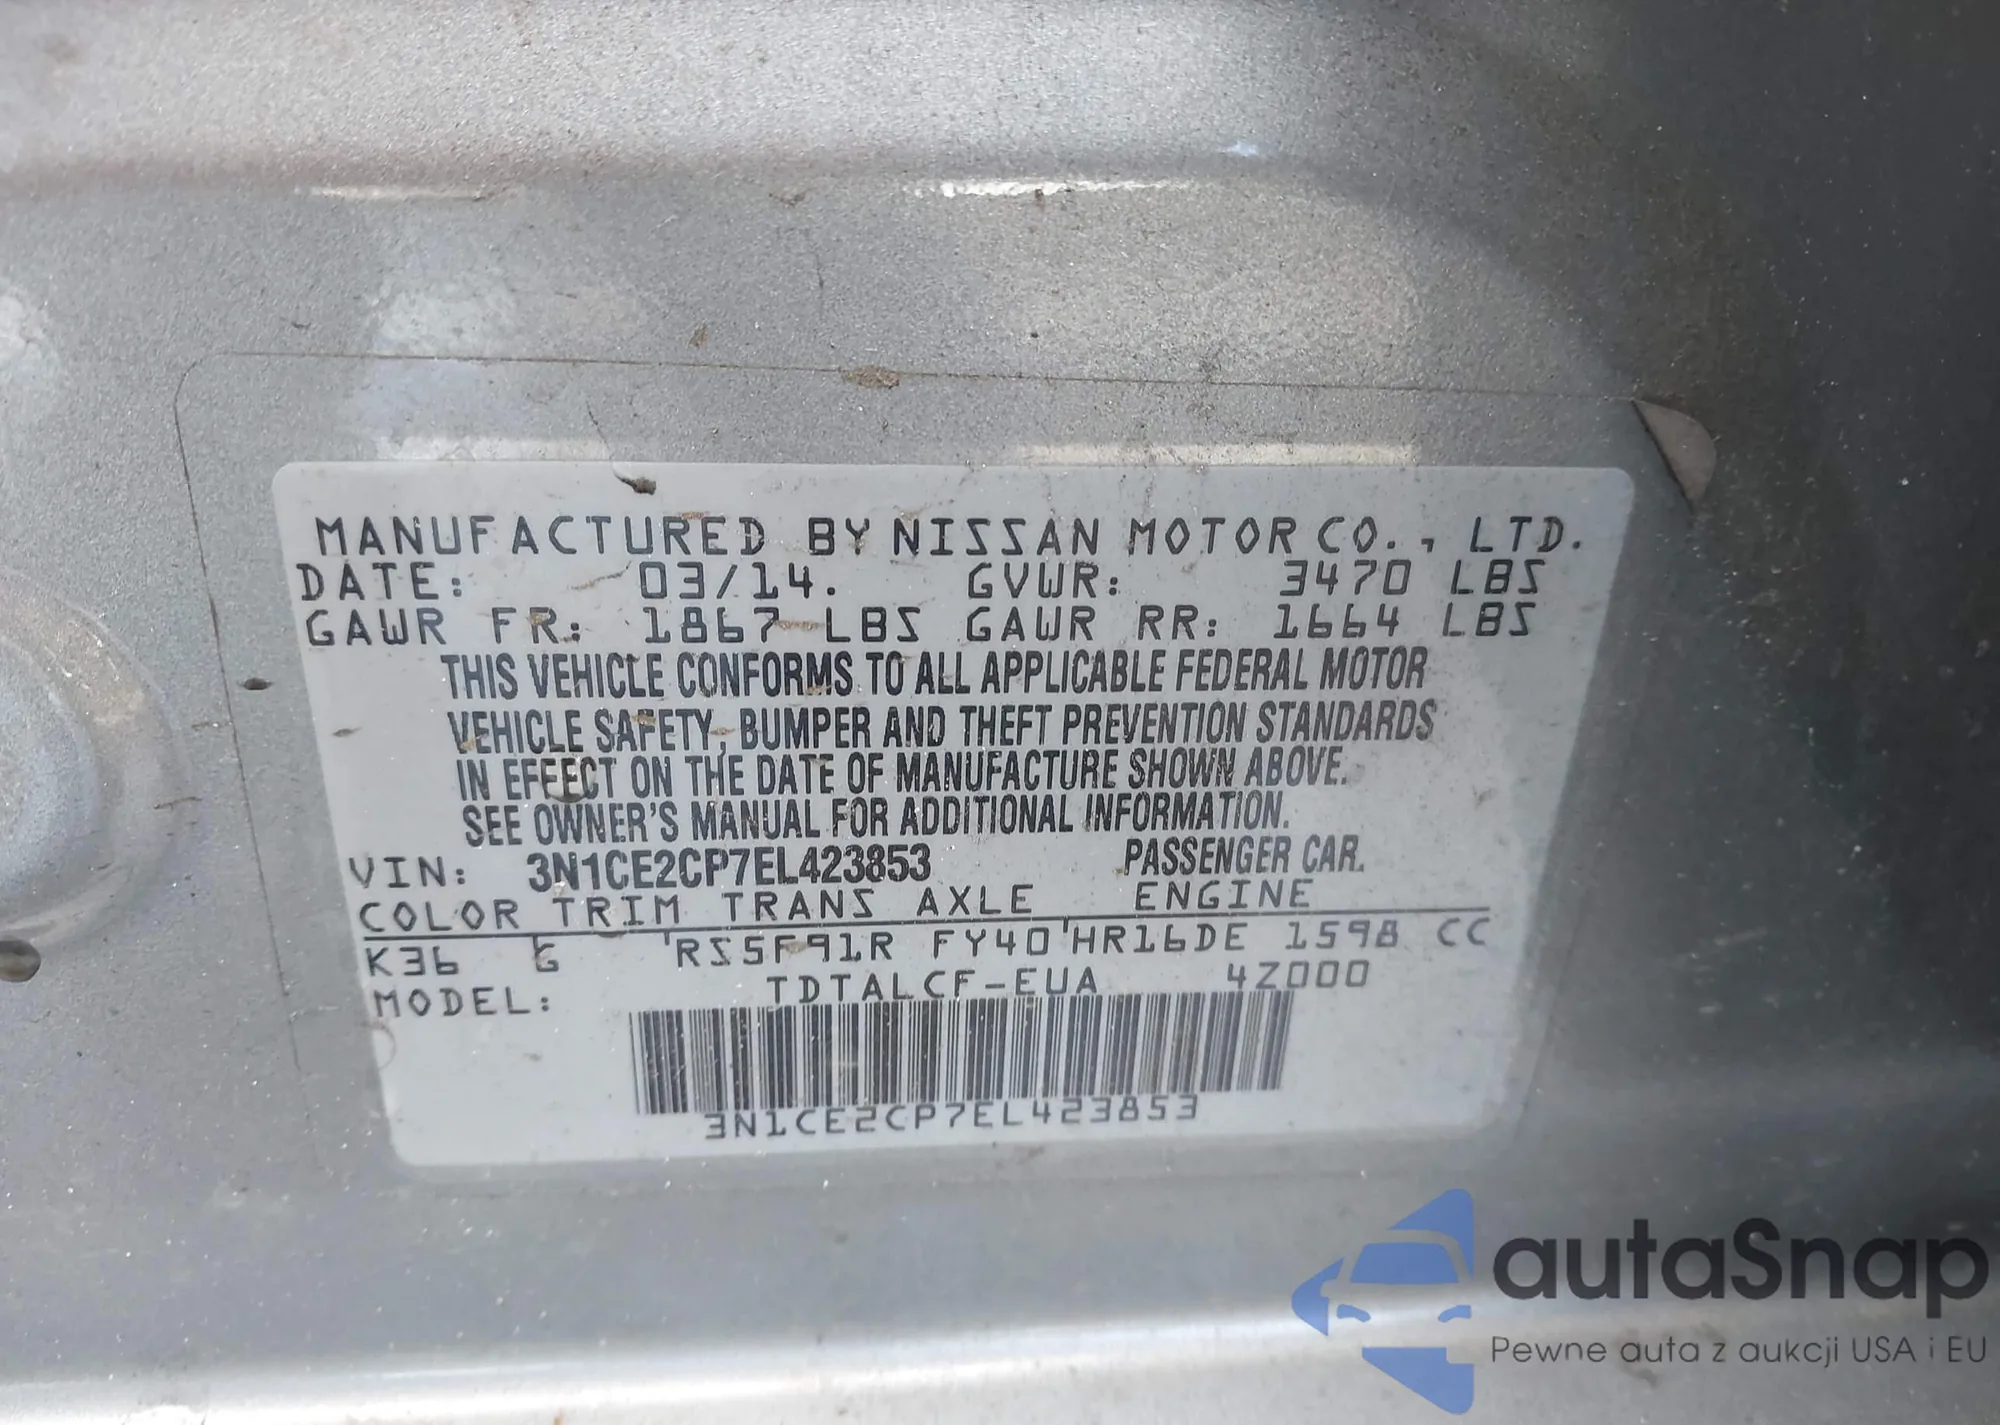 MANUFACTURED BY NISSAN MOTOR CO., LTD.
DATE: 03/14. GVWR: 3470 LBS
GAWR FR: 1867 LBS GAWR RR: 1664 LBS
THIS VEHICLE CONFORMS TO ALL APPLICABLE FEDERAL MOTOR
VEHICLE SAFETY, BUMPER AND THEFT PREVENTION STANDARDS
IN EFFECT ON THE DATE OF MANUFACTURE SHOWN ABOVE.
SEE OWNER'S MANUAL FOR ADDITIONAL INFORMATION.
VIN: 3N1CE2CP7EL423853 PASSENGER CAR.
COLOR TRIM TRANS AXLE ENGINE
K36 G RS5F91R FY40 HR16DE 1598 CC
MODEL: TDTALCF-EUA 4Z000
3N1CE2CP7EL423853
autaSnap
Pewne auta z aukcji USA i EU